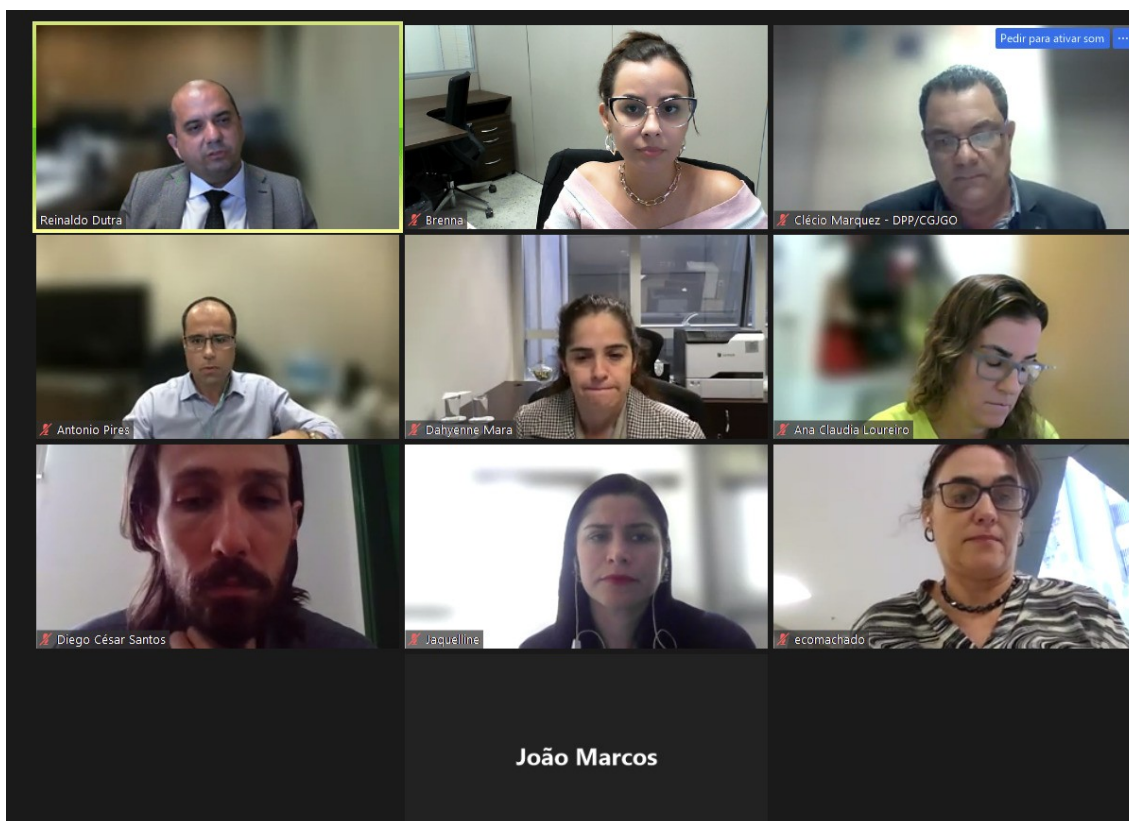 Pedir para ativar som
Reinaldo Dutra
Brenna
Clécio Marquez - DPP/CGJGO
Antonio Pires
Dahyenne Mara
Ana Claudia Loureiro
Diego César Santos
Jaquelline
ecomachado
João Marcos